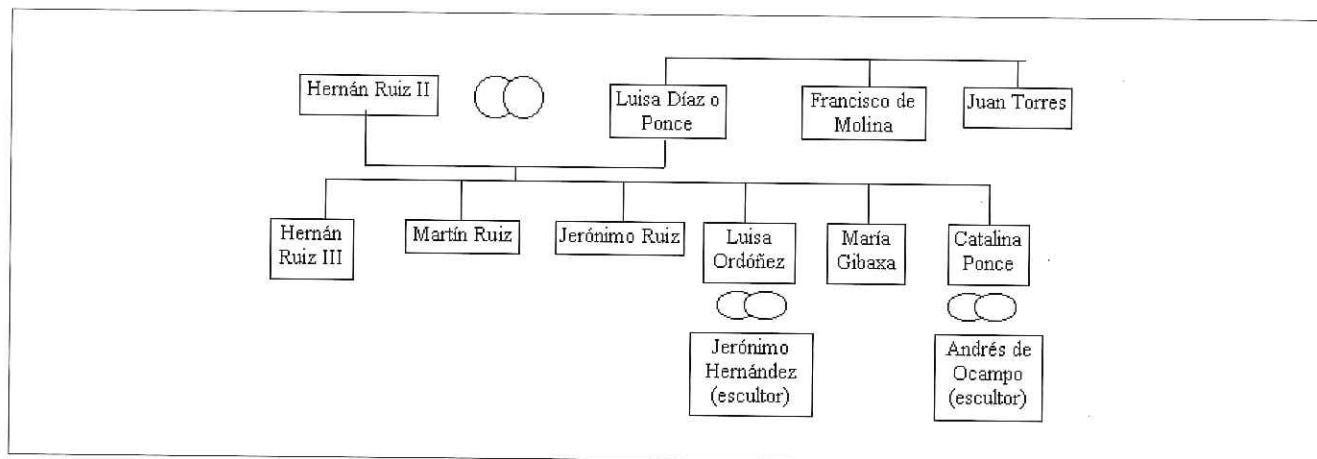 Hernán Ruiz II
Luisa Díaz o
Ponce
Francisco de
Molina
Juan Torres
Hernán
Ruiz III
Martín Ruiz
Jerónimo Ruiz
Luisa
Ordóñez
María
Gibaxa
Catalina
Ponce
Jerónimo
Hernández
(escultor)
Andrés de
Ocampo
(escultor)